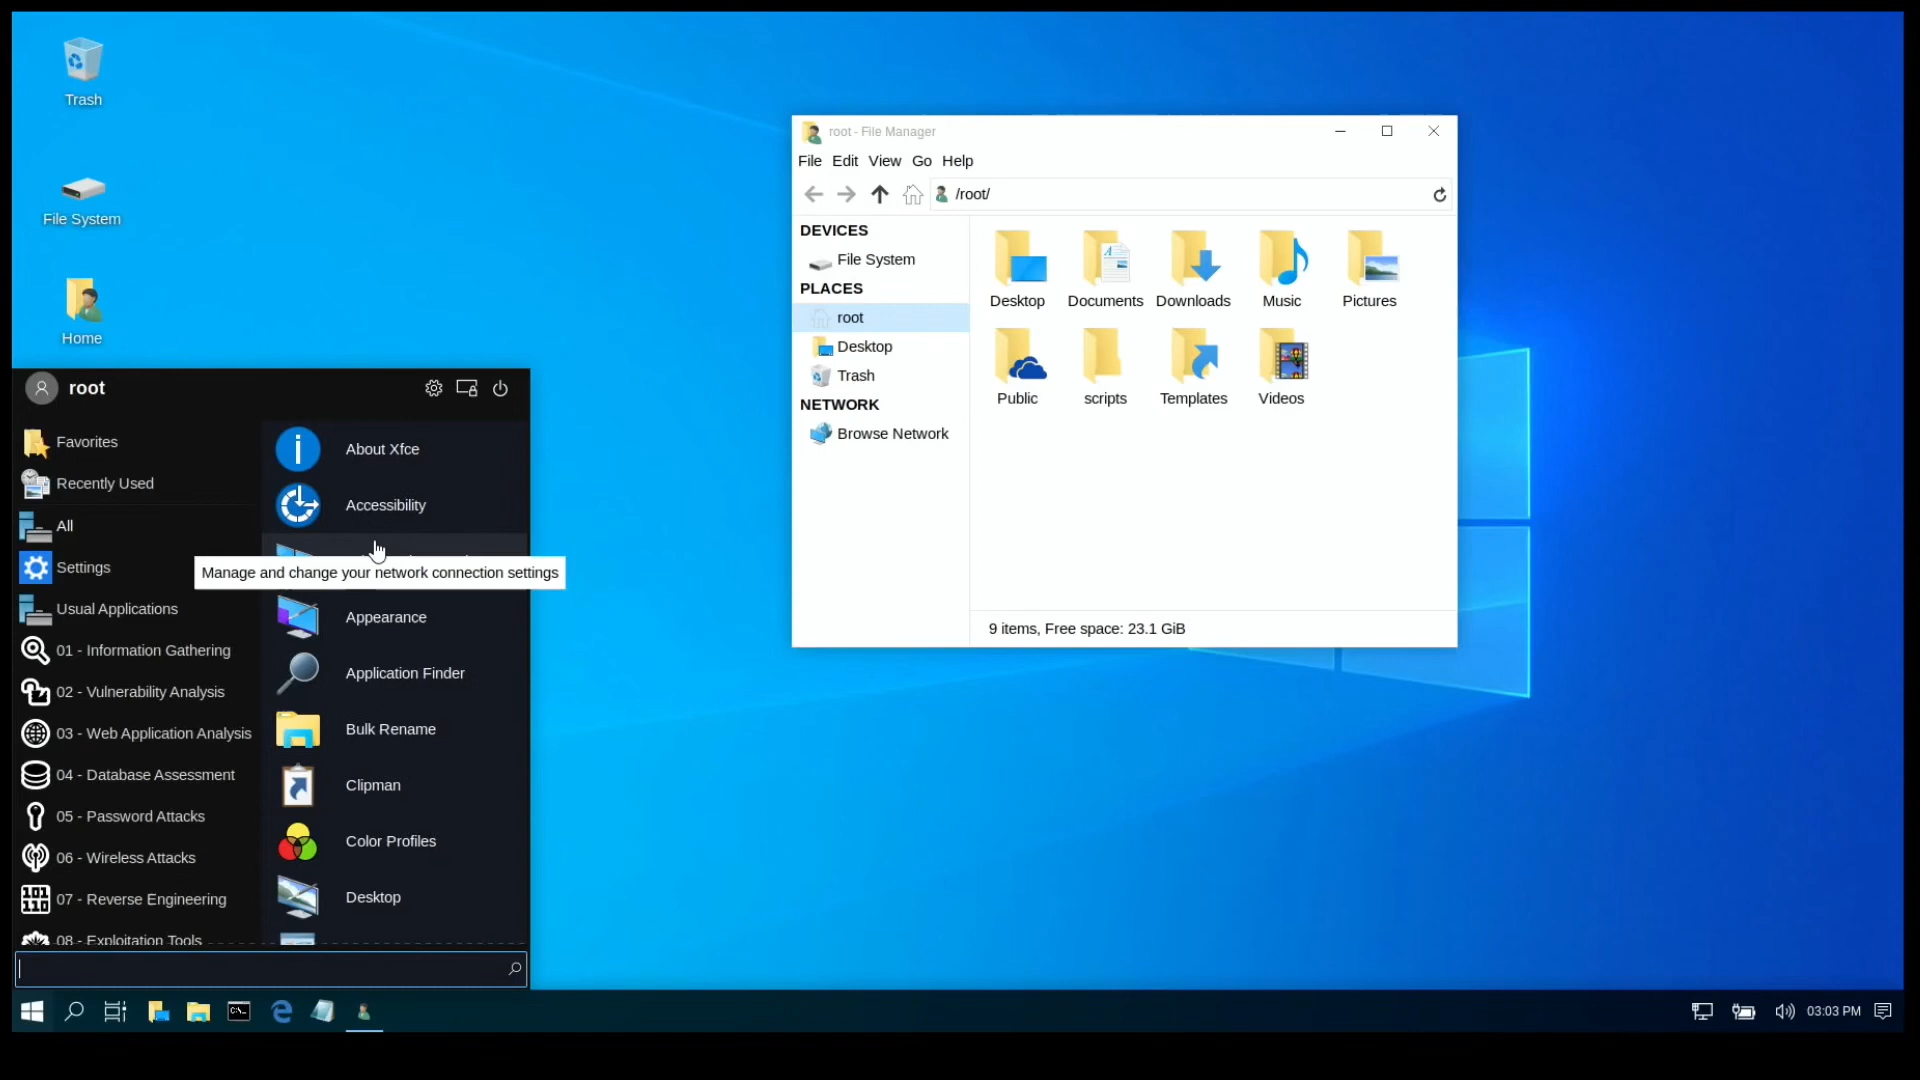 Trash
File System
Home
root - File Manager
File Edit View Go Help
/root/
DEVICES
File System
PLACES
root
Desktop
Trash
NETWORK
Browse Network
Desktop Documents Downloads Music Pictures
Public scripts Templates Videos
9 items, Free space: 23.1 GiB
root
Favorites
Recently Used
All
Settings
Usual Applications
01 - Information Gathering
02 - Vulnerability Analysis
03 - Web Application Analysis
04 - Database Assessment
05 - Password Attacks
06 - Wireless Attacks
07 - Reverse Engineering
08 - Exploitation Tools
About Xfce
Accessibility
Manage and change your network connection settings
Appearance
Application Finder
Bulk Rename
Clipman
Color Profiles
Desktop
03:03 PM